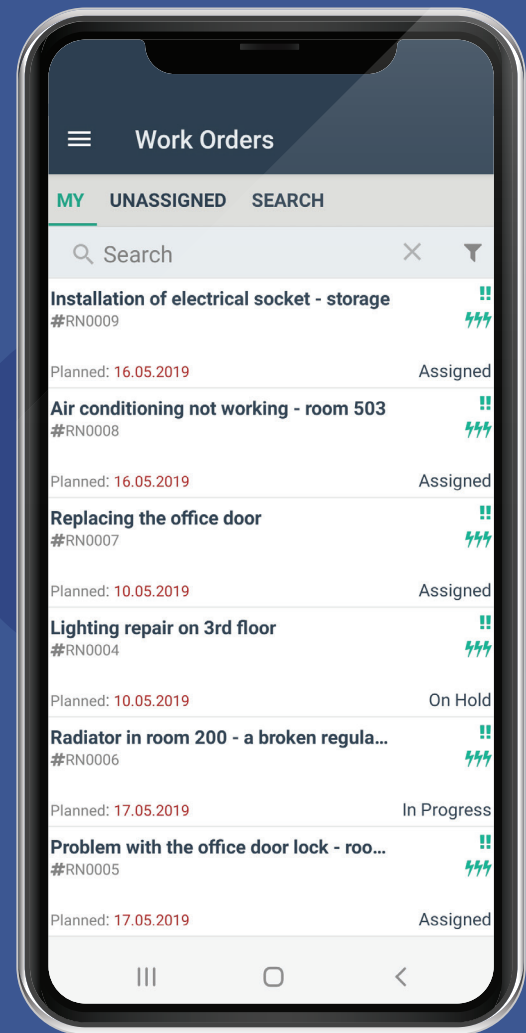 Work Orders
MY UNASSIGNED SEARCH
Search
Installation of electrical socket - storage
#RN0009
Planned: 16.05.2019 Assigned
Air conditioning not working - room 503
#RN0008
Planned: 16.05.2019 Assigned
Replacing the office door
#RN0007
Planned: 10.05.2019 Assigned
Lighting repair on 3rd floor
#RN0004
Planned: 10.05.2019 On Hold
Radiator in room 200 - a broken regula...
#RN0006
Planned: 17.05.2019 In Progress
Problem with the office door lock - roo...
#RN0005
Planned: 17.05.2019 Assigned